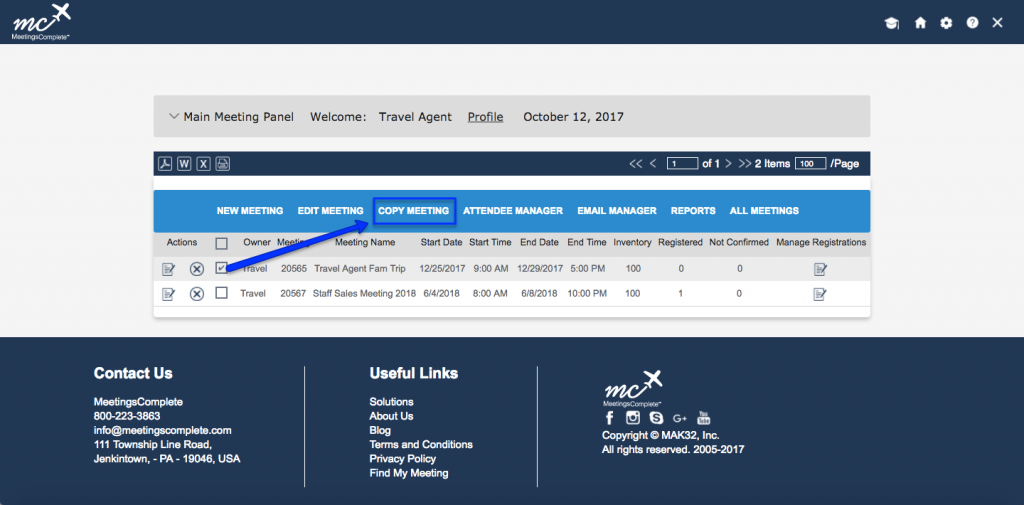 mc
MeetingsComplete™
Main Meeting Panel Welcome: Travel Agent Profile October 12, 2017
<< < 1 of 1 > >> 2 Items 100 /Page
NEW MEETING EDIT MEETING COPY MEETING ATTENDEE MANAGER EMAIL MANAGER REPORTS ALL MEETINGS
Actions Owner Meeting Meeting Name Start Date Start Time End Date End Time Inventory Registered Not Confirmed Manage Registrations
Travel 20565 Travel Agent Fam Trip 12/25/2017 9:00 AM 12/29/2017 5:00 PM 100 0 0
Travel 20567 Staff Sales Meeting 2018 6/4/2018 8:00 AM 6/8/2018 10:00 PM 100 1 0
Contact Us
MeetingsComplete
800-223-3863
info@meetingscomplete.com
111 Township Line Road,
Jenkintown, - PA - 19046, USA
Useful Links
Solutions
About Us
Blog
Terms and Conditions
Privacy Policy
Find My Meeting
mc
MeetingsComplete™
f S G+ You Tube
Copyright © MAK32, Inc.
All rights reserved. 2005-2017